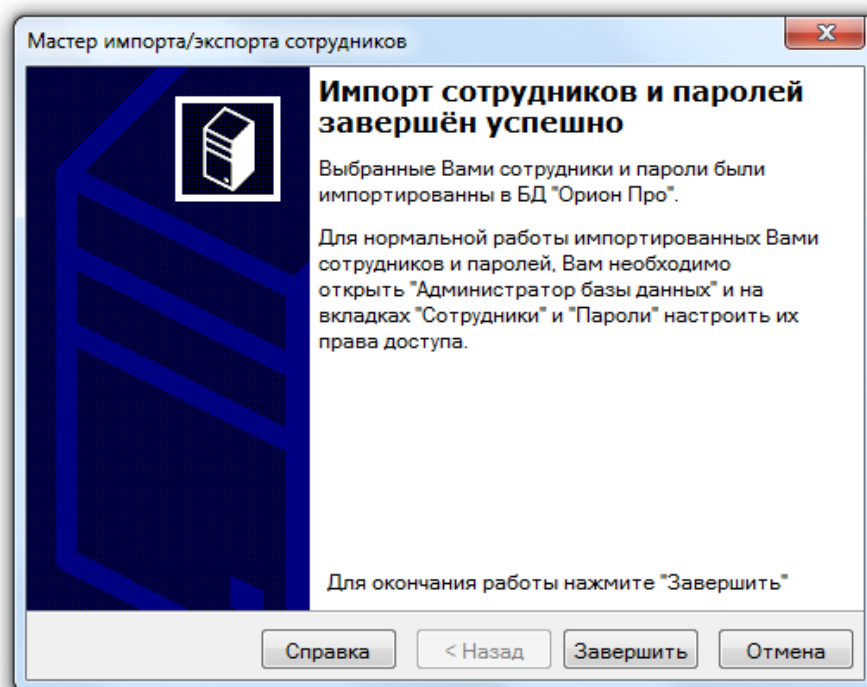 Мастер импорта/экспорта сотрудников
Импорт сотрудников и паролей
завершён успешно
Выбранные Вами сотрудники и пароли были
импортированны в БД "Орион Про".
Для нормальной работы импортированных Вами
сотрудников и паролей, Вам необходимо
открыть "Администратор базы данных" и на
вкладках "Сотрудники" и "Пароли" настроить их
права доступа.
Для окончания работы нажмите "Завершить"
Справка
< Назад
Завершить
Отмена